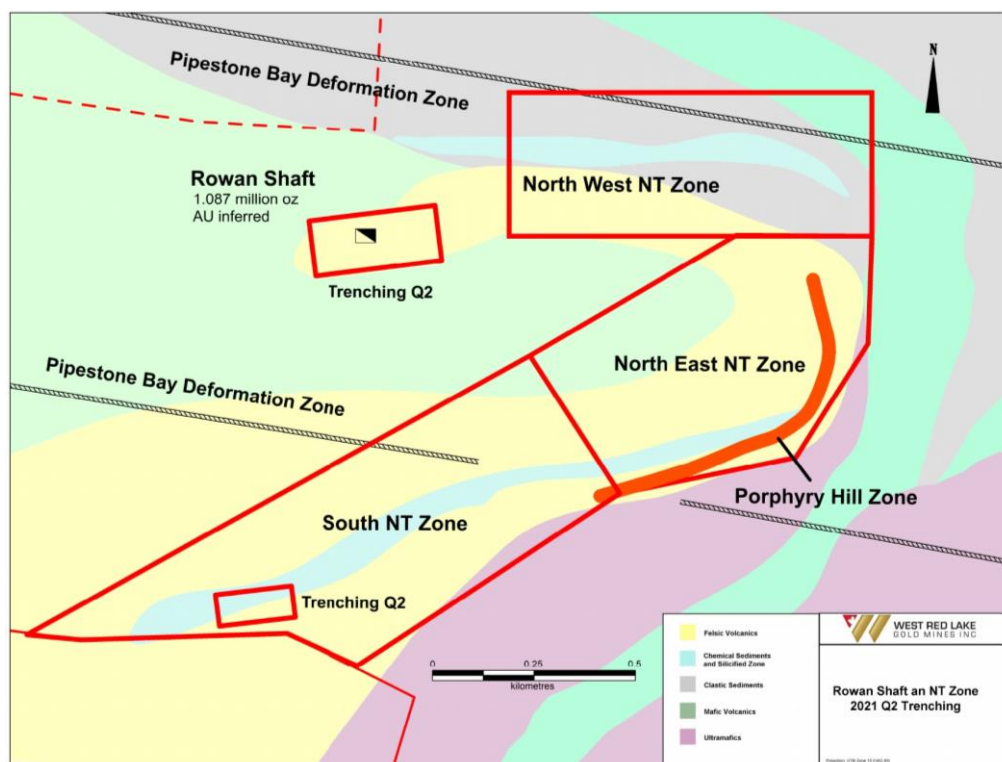 N
Pipestone Bay Deformation Zone
Rowan Shaft
1.087 million oz
AU inferred
North West NT Zone
Trenching Q2
North East NT Zone
Pipestone Bay Deformation Zone
Porphyry Hill Zone
South NT Zone
Trenching Q2
0 0.25 0.5
kilometres
Felsic Volcanics
Chemical Sediments
and Silicified Zone
Clastic Sediments
Mafic Volcanics
Ultramafics
WEST RED LAKE
GOLD MINES INC
Rowan Shaft an NT Zone
2021 Q2 Trenching